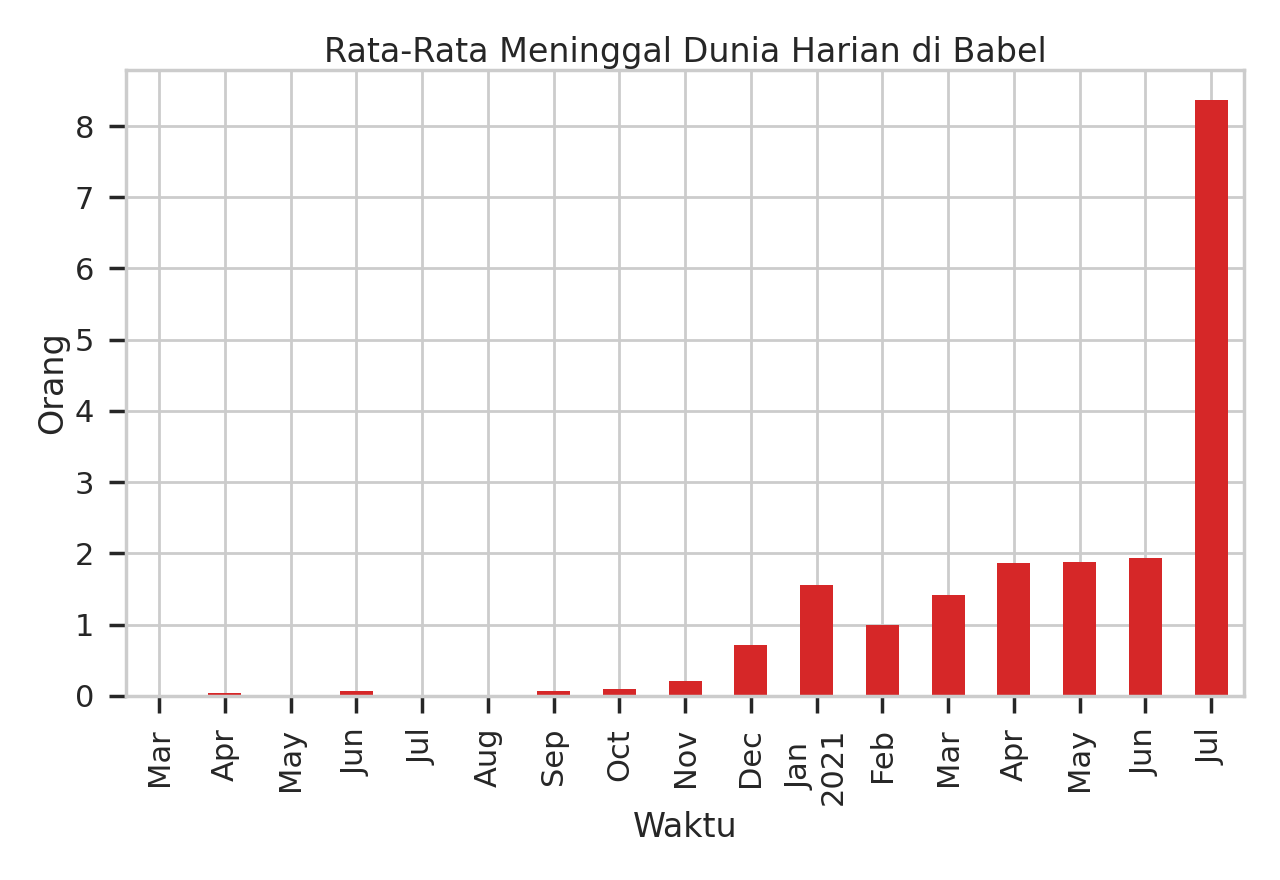 Rata-Rata Meninggal Dunia Harian di Babel
8
7
6
5
4
3
2
1
0
Orang
Mar
Apr
May
Jun
Jul
Aug
Sep
Oct
Nov
Dec
Jan
2021
Feb
Mar
Apr
May
Jun
Jul
Waktu